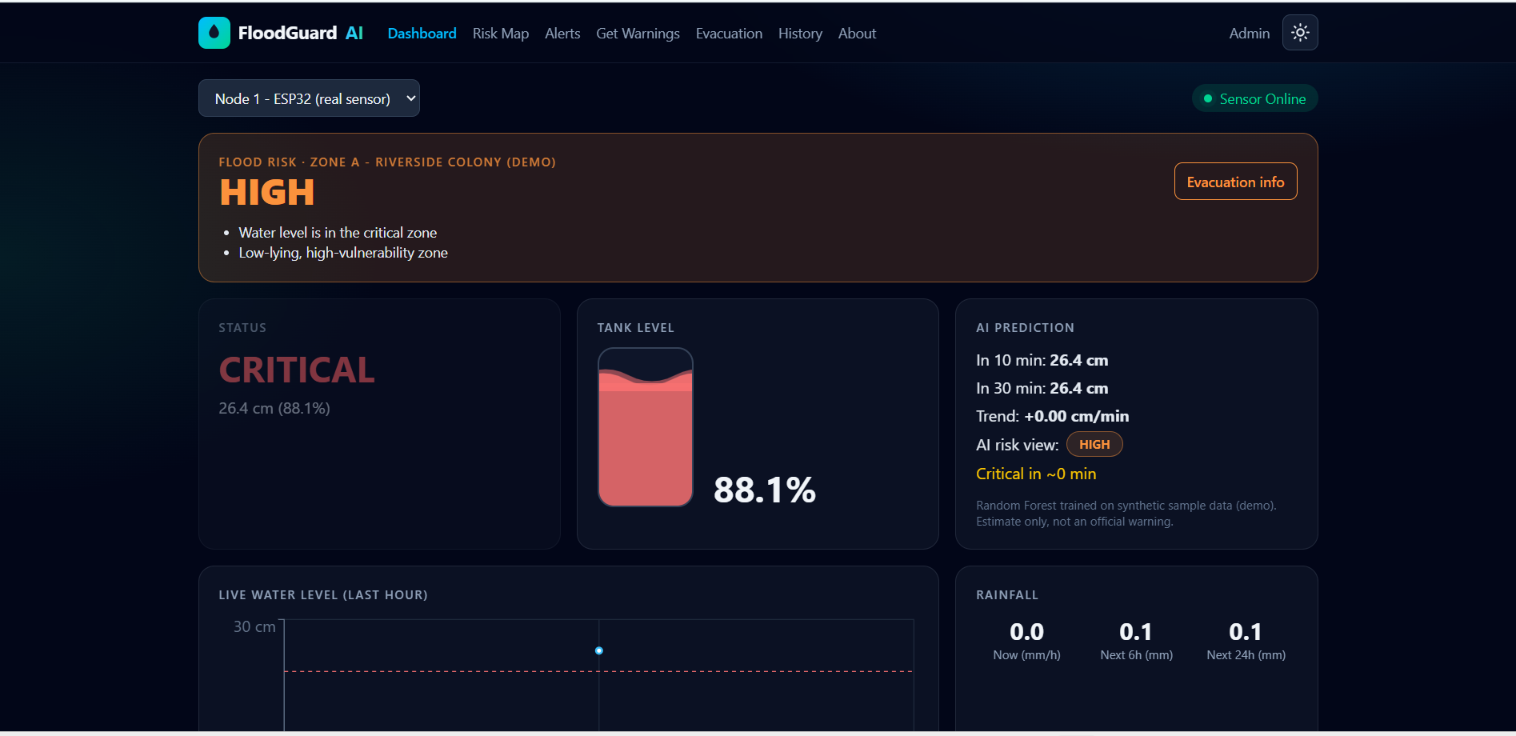 FloodGuard AI Dashboard Risk Map Alerts Get Warnings Evacuation History About Admin
Node 1 - ESP32 (real sensor) Sensor Online
FLOOD RISK · ZONE A - RIVERSIDE COLONY (DEMO)
HIGH
Evacuation info
• Water level is in the critical zone
• Low-lying, high-vulnerability zone
STATUS
CRITICAL
26.4 cm (88.1%)
TANK LEVEL
88.1%
AI PREDICTION
In 10 min: 26.4 cm
In 30 min: 26.4 cm
Trend: +0.00 cm/min
AI risk view: HIGH
Critical in ~0 min
Random Forest trained on synthetic sample data (demo).
Estimate only, not an official warning.
LIVE WATER LEVEL (LAST HOUR)
30 cm
RAINFALL
0.0 0.1 0.1
Now (mm/h) Next 6h (mm) Next 24h (mm)